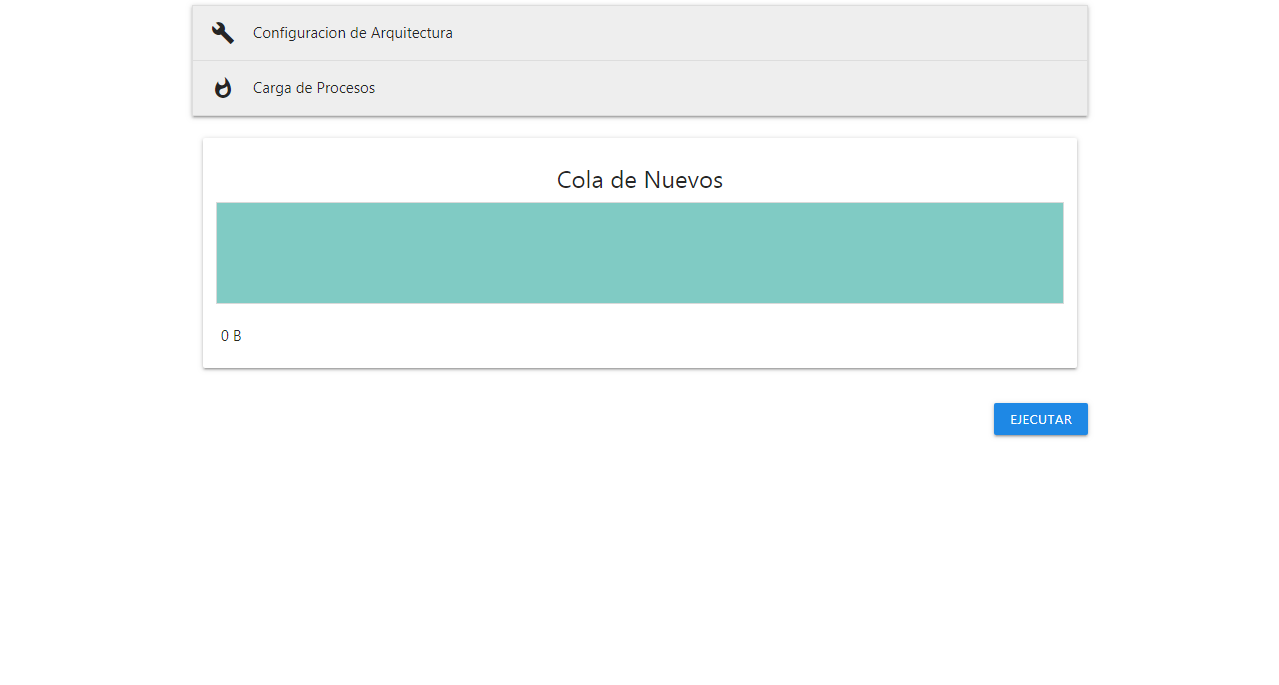 Configuracion de Arquitectura
Carga de Procesos
Cola de Nuevos
0 B
EJECUTAR